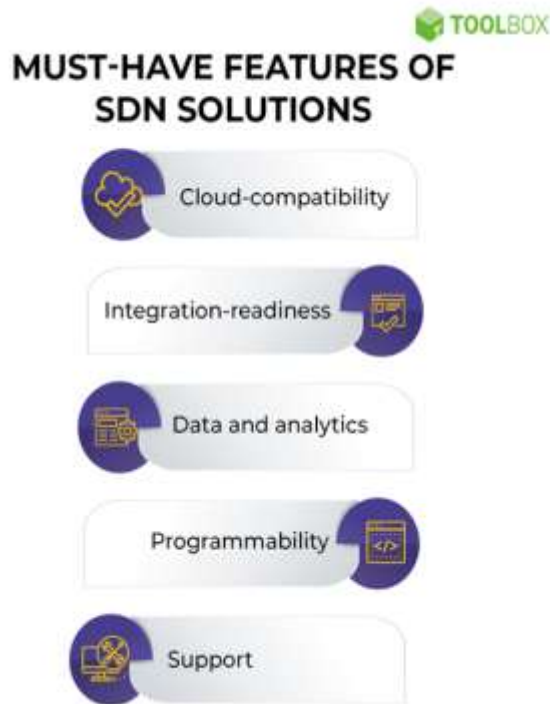 TOOLBOX
MUST-HAVE FEATURES OF
SDN SOLUTIONS
Cloud-compatibility
Integration-readiness
Data and analytics
Programmability
</>
Support